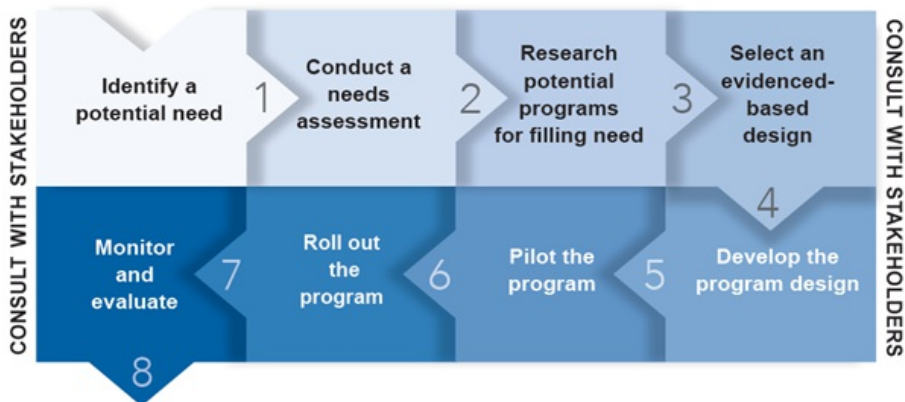 CONSULT WITH STAKEHOLDERS
Identify a
potential need
1
Conduct a
needs
assessment
2
Research
potential
programs
for filling need
3
Select an
evidenced-
based
design
4
CONSULT WITH STAKEHOLDERS
Develop the
program design
5
Pilot the
program
6
Roll out
the
program
7
Monitor
and
evaluate
8